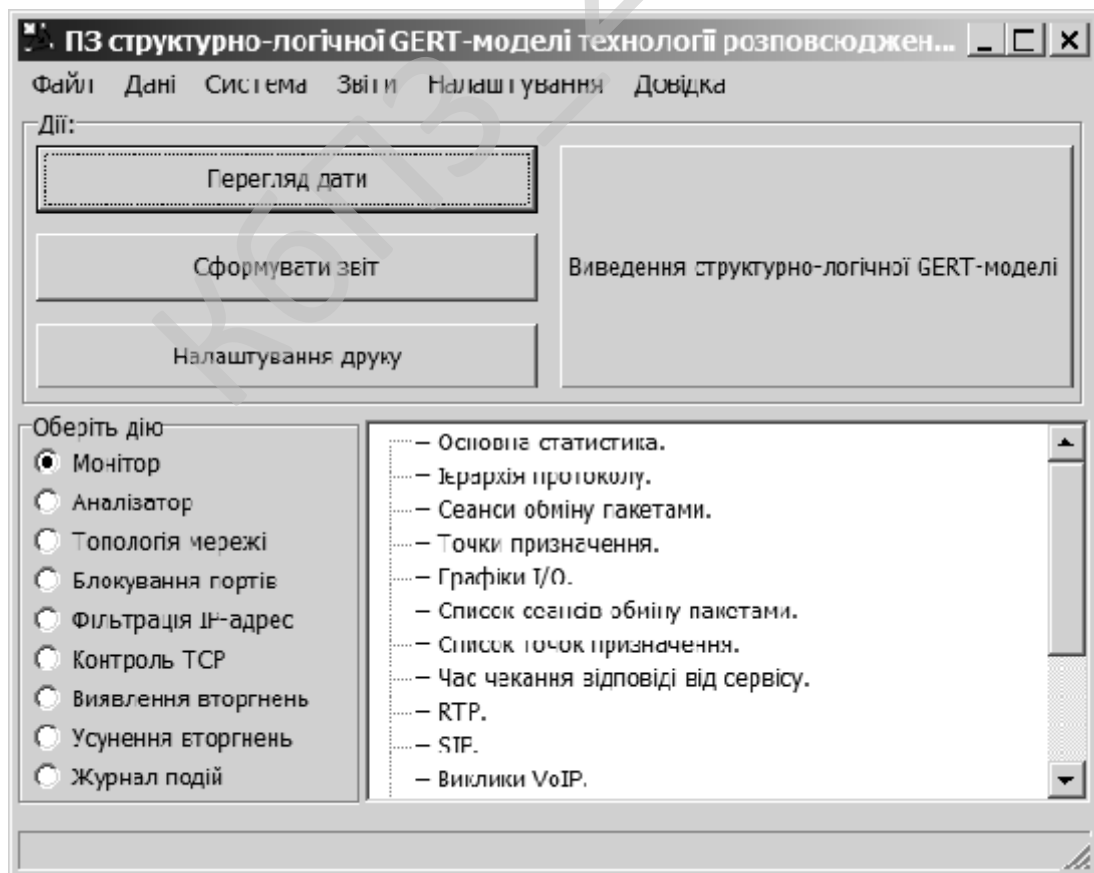 ПЗ структурно-логічної GERT-моделі технології розповсюджен...
Файл Дані Система Звіти Налаштування Довідка
Дії:
Перегляд дати
Сформувати звіт
Налаштування друку
Виведення структурно-логічної GERT-моделі
Оберіть дію
Монітор
Аналізатор
Топологія мережі
Блокування портів
Фільтрація IP-адрес
Контроль TCP
Виявлення вторгнень
Усунення вторгнень
Журнал подій
– Основна статистика.
– Ієрархія протоколу.
– Сеанси обміну пакетами.
– Точки призначення.
– Графіки I/O.
– Список сеансів обміну пакетами.
– Список точок призначення.
– Час чекання відповіді від сервісу.
– RTP.
– SIP.
– Виклики VoIP.